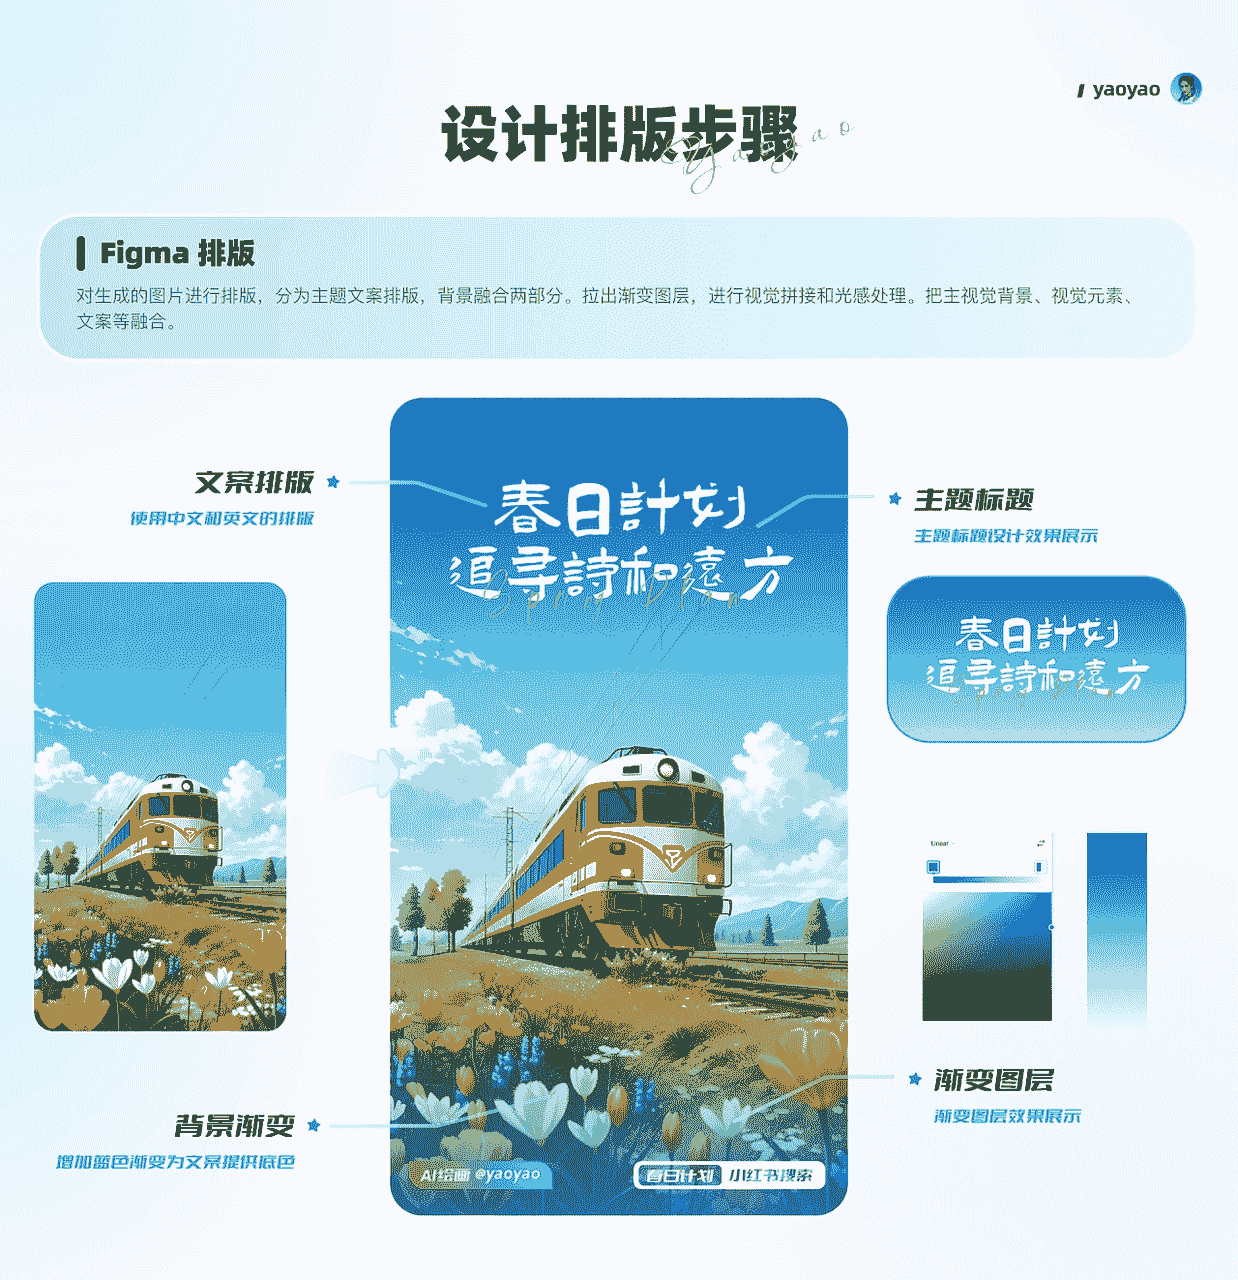 yaoyao
设计排版步骤
Yaoyao
Figma 排版
对生成的图片进行排版，分为主题文案排版，背景融合两部分。拉出渐变图层，进行视觉拼接和光感处理。把主视觉背景、视觉元素、
文案等融合。
文案排版
使用中文和英文的排版
春日計划
追寻詩和遠方
主题标题
主题标题设计效果展示
春日計划
追寻詩和遠方
Linear
渐变图层
渐变图层效果展示
背景渐变
增加蓝色渐变为文案提供底色
AI绘画 @yaoyao
春日计划 小红书搜索